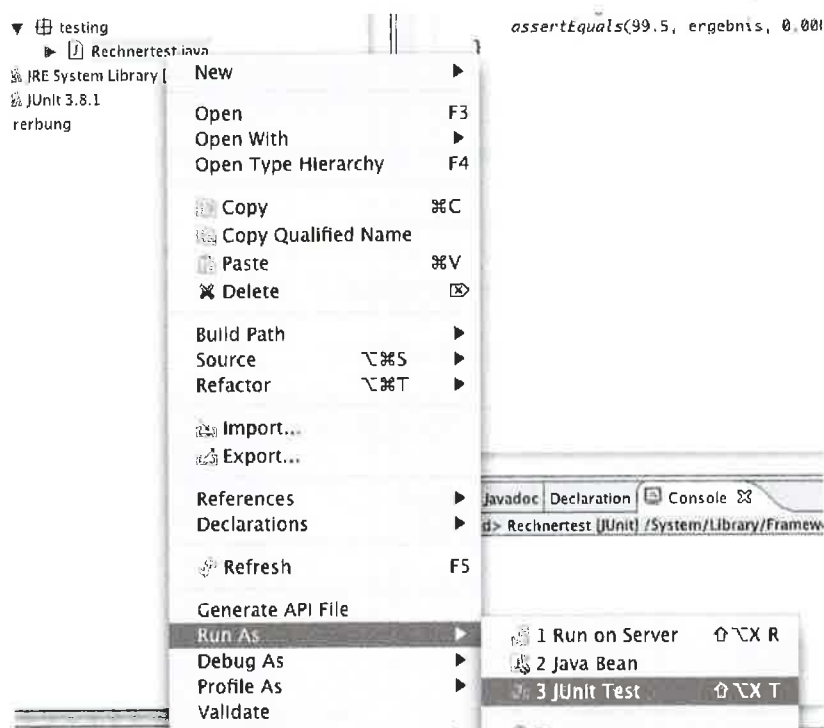 testing
assertEquals(99.5, ergebnis, 0.00
Rechnertest.java
}
JRE System Library [
JUnit 3.8.1
rerbung
New
Open F3
Open With
Open Type Hierarchy F4
Copy ⌘C
Copy Qualified Name
Paste ⌘V
Delete ⌦
Build Path
Source ⌥⌘S
Refactor ⌥⌘T
Import...
Export...
References
Declarations
Refresh F5
Generate API File
Run As
Debug As
Profile As
Validate
Javadoc Declaration Console
d> Rechnertest [JUnit] /System/Library/Framew
1 Run on Server ⇧⌥X R
2 Java Bean
3 JUnit Test ⇧⌥X T